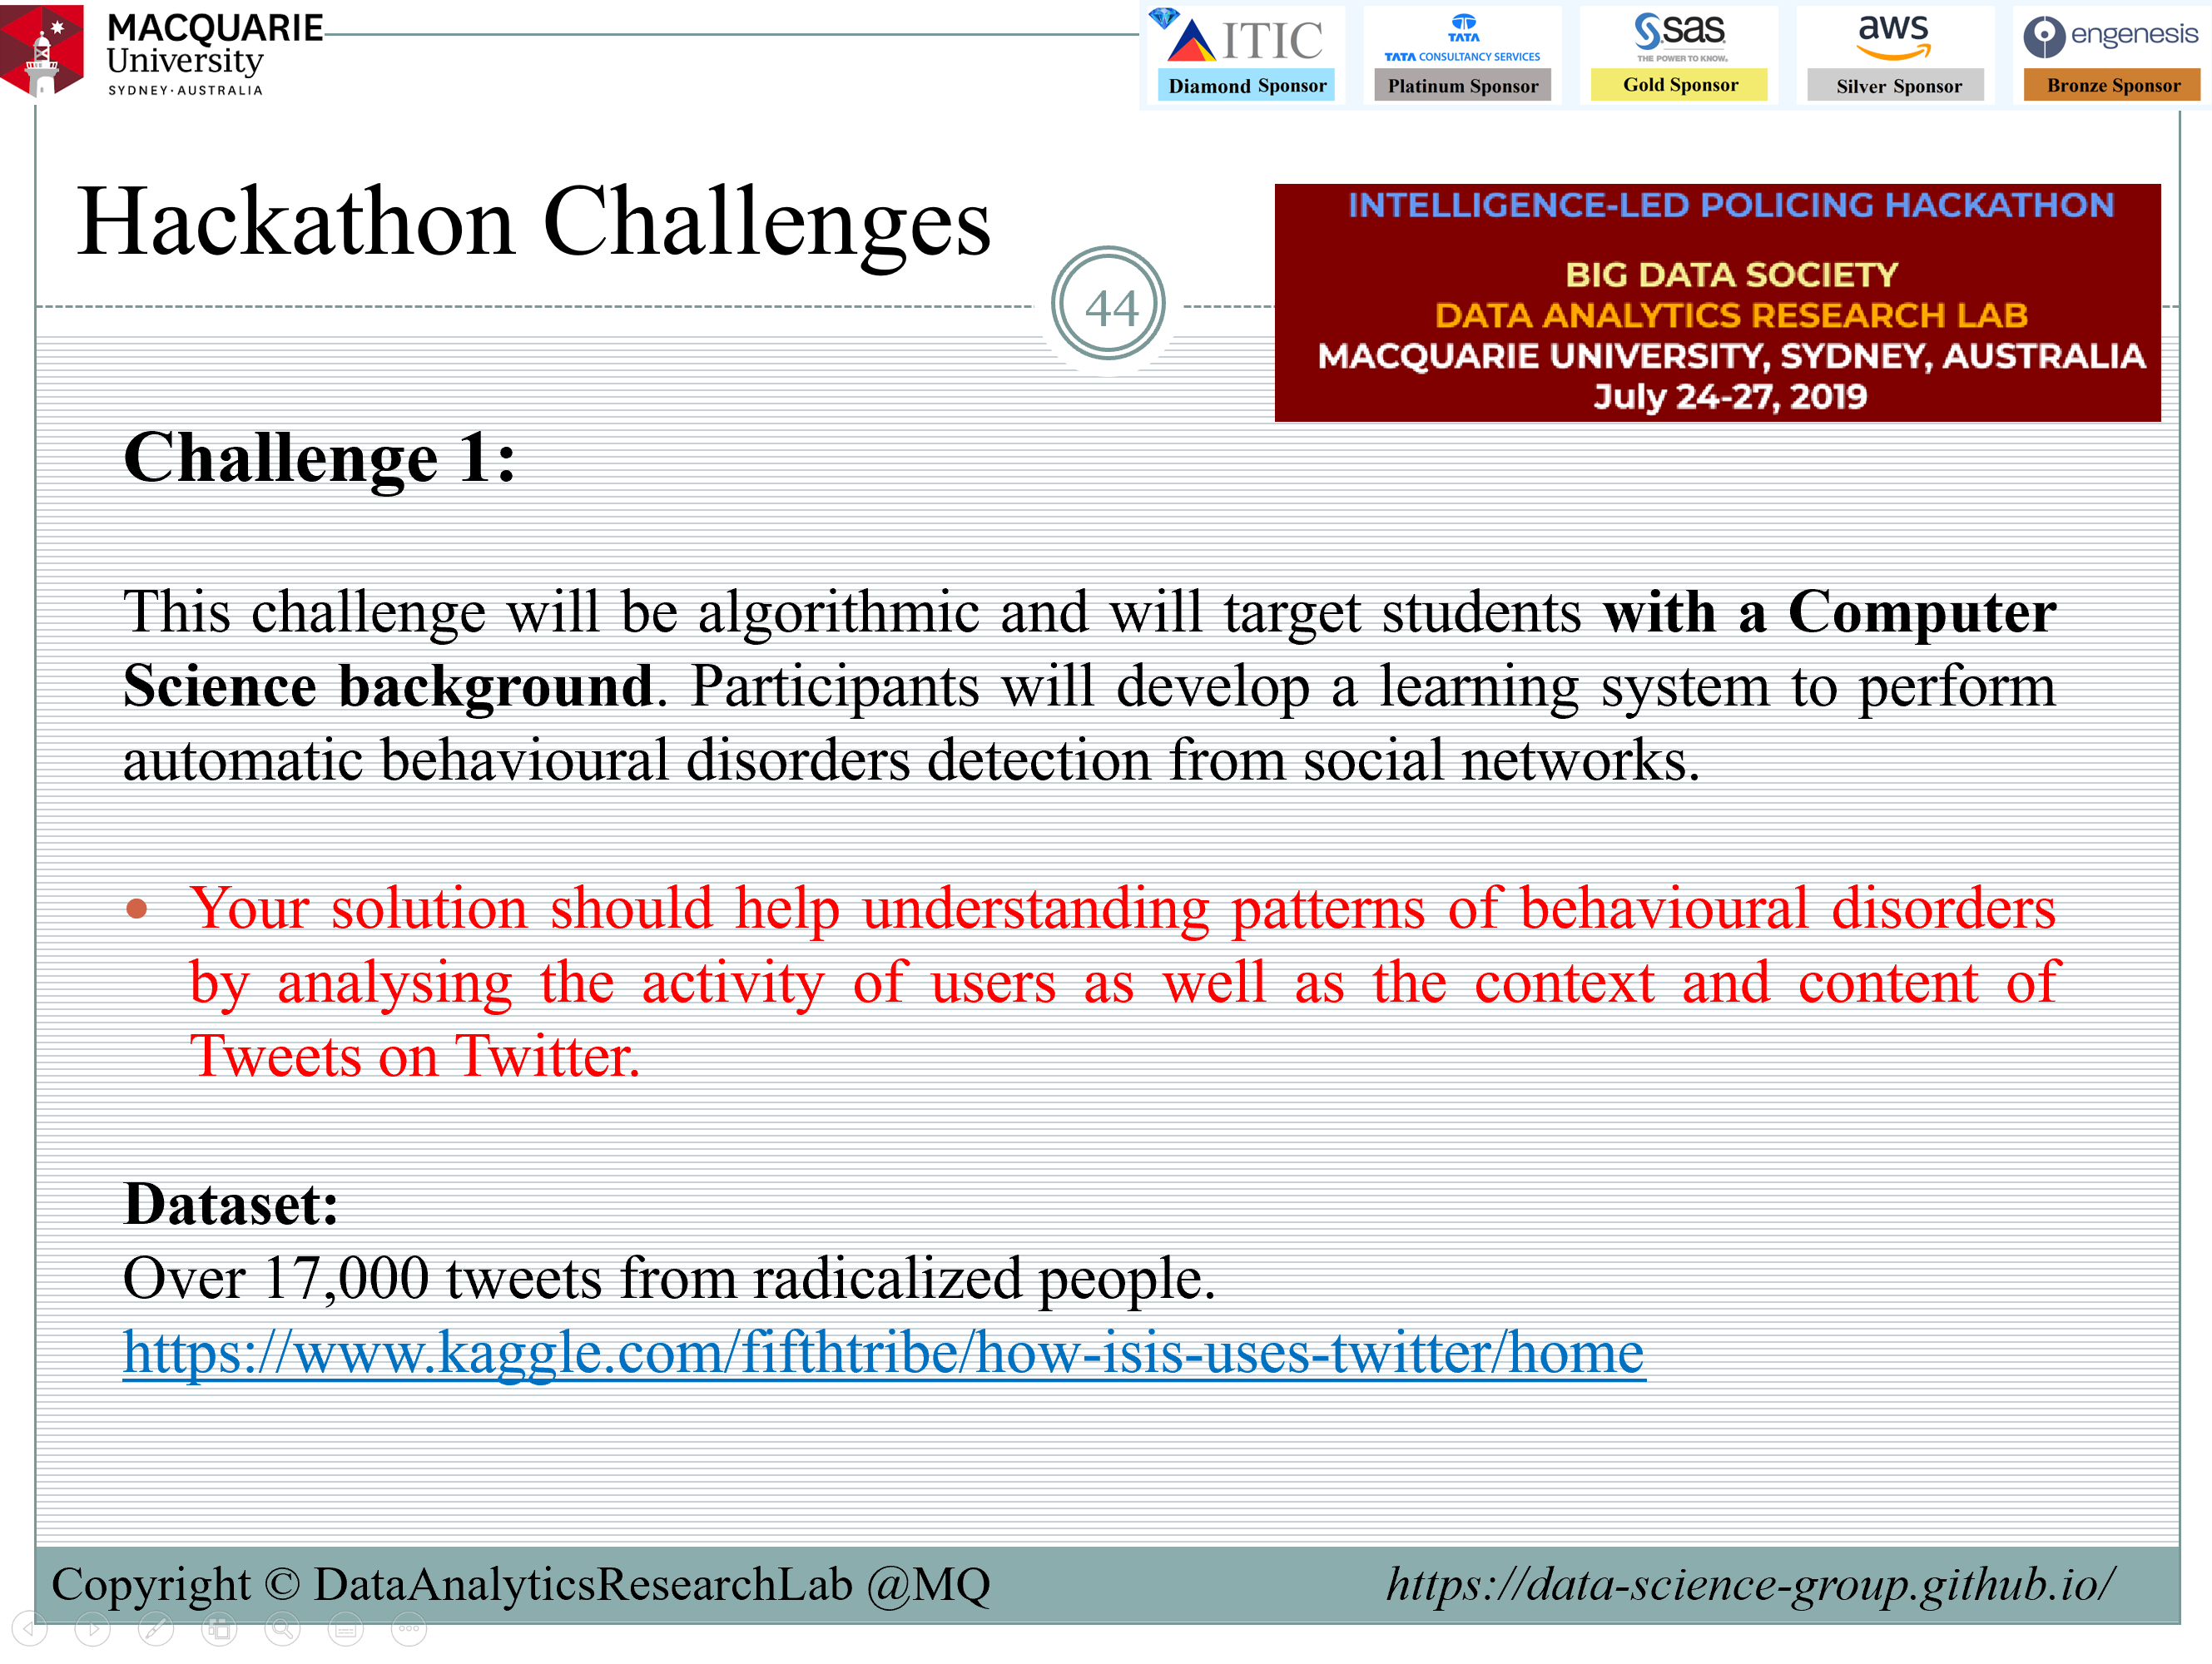 MACQUARIE
University
SYDNEY·AUSTRALIA
ITIC
Diamond Sponsor
TATA
TATA CONSULTANCY SERVICES
Platinum Sponsor
sas
THE POWER TO KNOW.
Gold Sponsor
aws
Silver Sponsor
engenesis
Bronze Sponsor
Hackathon Challenges
44
INTELLIGENCE-LED POLICING HACKATHON
BIG DATA SOCIETY
DATA ANALYTICS RESEARCH LAB
MACQUARIE UNIVERSITY, SYDNEY, AUSTRALIA
July 24-27, 2019
Challenge 1:
This challenge will be algorithmic and will target students with a Computer
Science background. Participants will develop a learning system to perform
automatic behavioural disorders detection from social networks.
• Your solution should help understanding patterns of behavioural disorders
by analysing the activity of users as well as the context and content of
Tweets on Twitter.
Dataset:
Over 17,000 tweets from radicalized people.
https://www.kaggle.com/fifthtribe/how-isis-uses-twitter/home
Copyright © DataAnalyticsResearchLab @MQ
https://data-science-group.github.io/